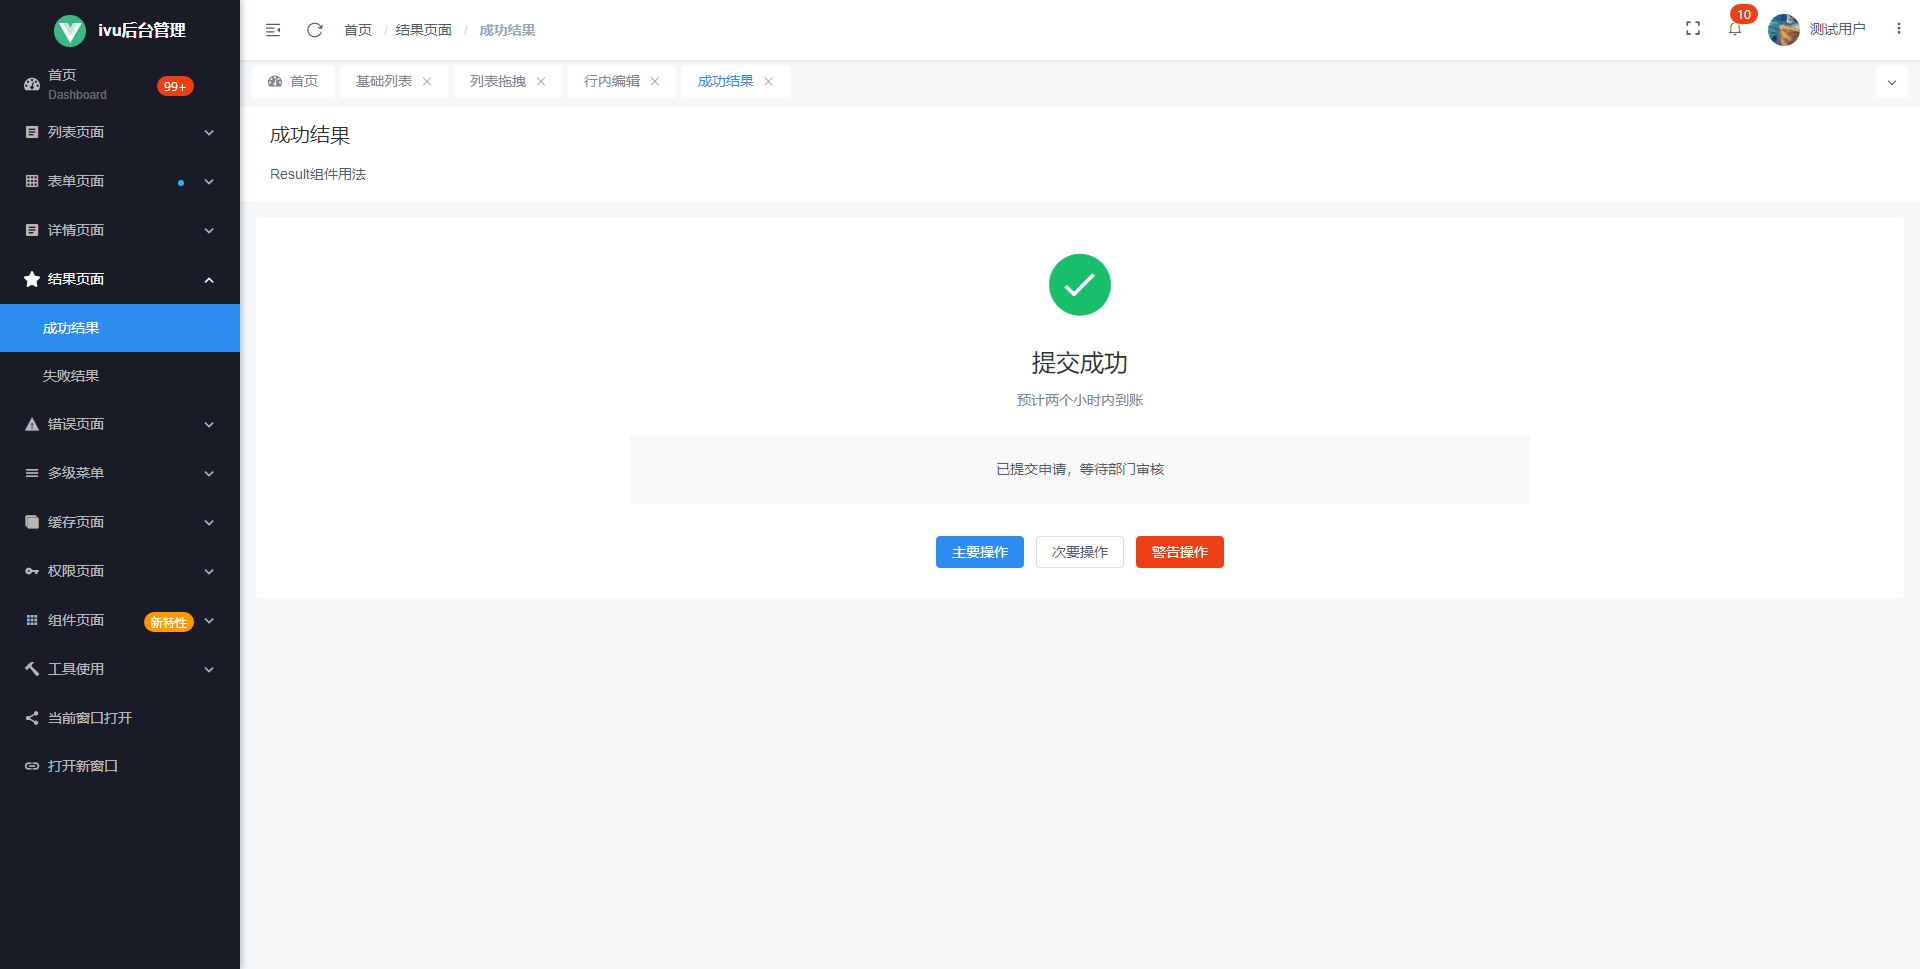 ivu后台管理
首页
Dashboard
99+
列表页面
表单页面
详情页面
结果页面
成功结果
失败结果
错误页面
多级菜单
缓存页面
权限页面
组件页面
新特性
工具使用
当前窗口打开
打开新窗口
首页 / 结果页面 / 成功结果
10
测试用户
首页
基础列表
列表拖拽
行内编辑
成功结果
成功结果
Result组件用法
提交成功
预计两个小时内到账
已提交申请，等待部门审核
主要操作
次要操作
警告操作